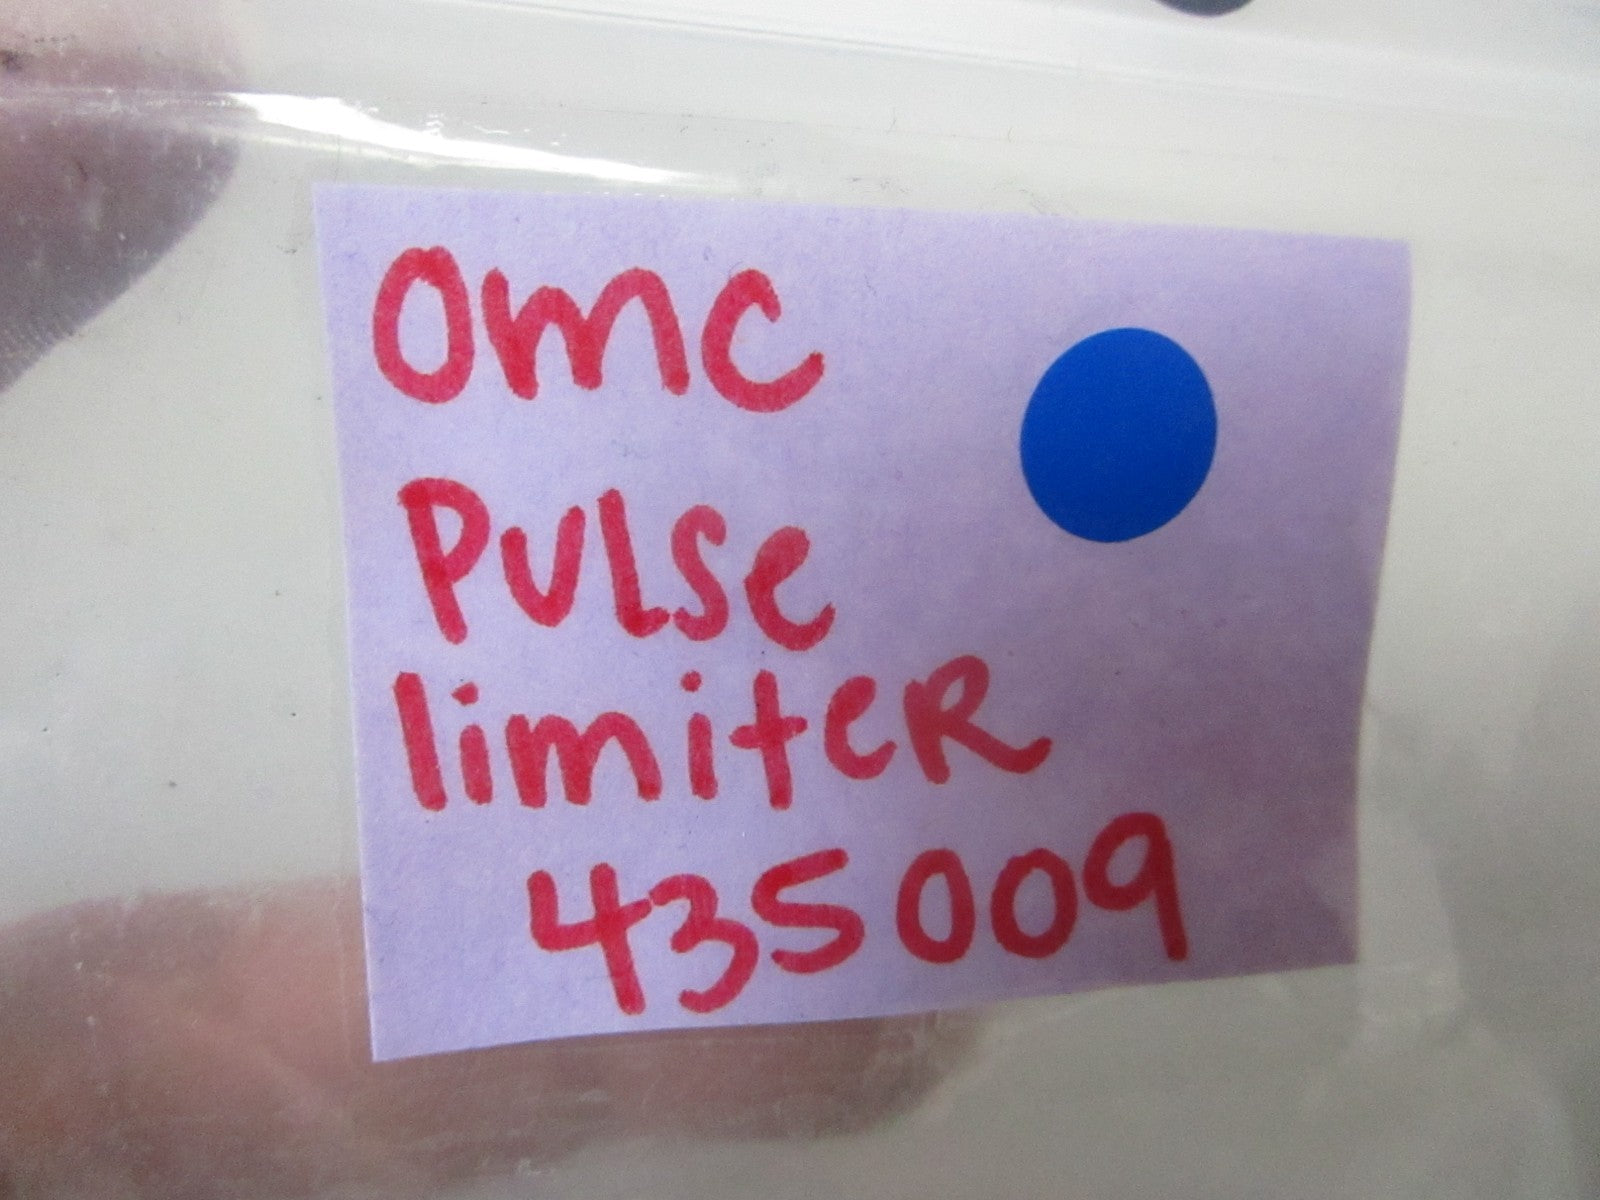 OMC
Pulse
limiteR
435009